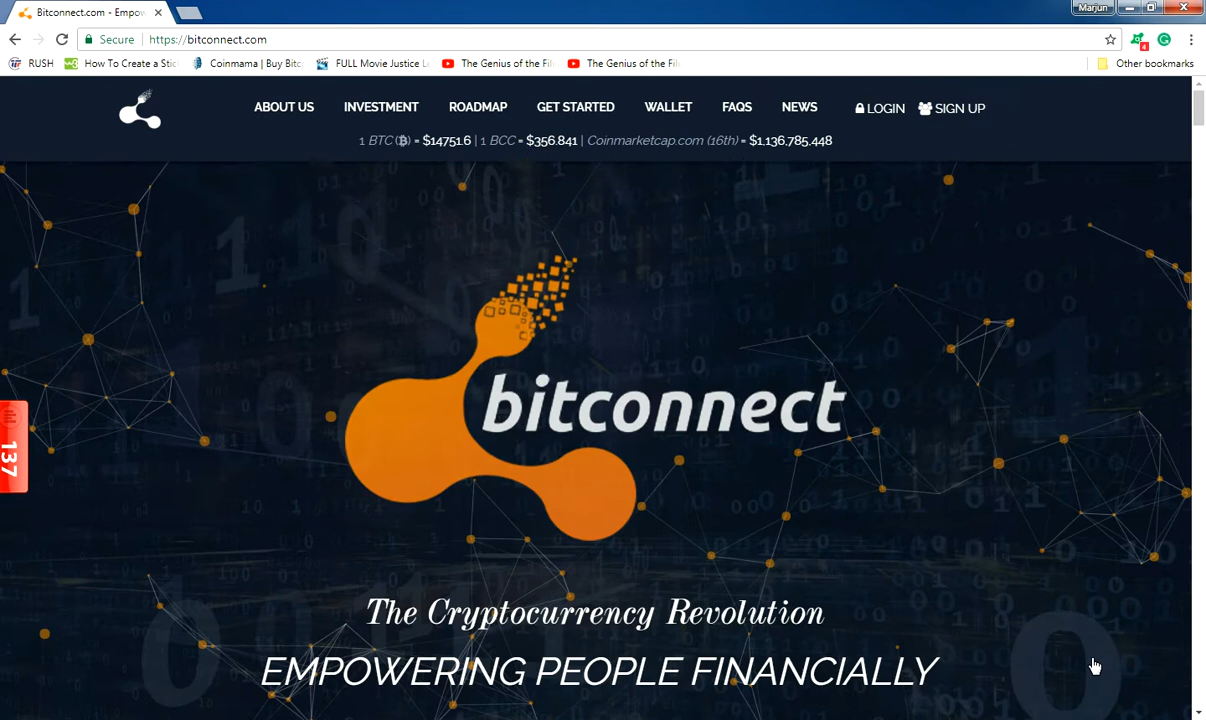 Marjun
Bitconnect.com - Empow
Secure
https://bitconnect.com
RUSH
How To Create a Stic
Coinmama | Buy Bitc
FULL Movie Justice Le
The Genius of the Fil
The Genius of the Fil
Other bookmarks
4
ABOUT US INVESTMENT ROADMAP GET STARTED WALLET FAQS NEWS LOGIN SIGN UP
1 BTC (₿) = $14751.6 | 1 BCC = $356.841 | Coinmarketcap.com (16th) = $1,136,785,448
bitconnect
137
The Cryptocurrency Revolution
EMPOWERING PEOPLE FINANCIALLY